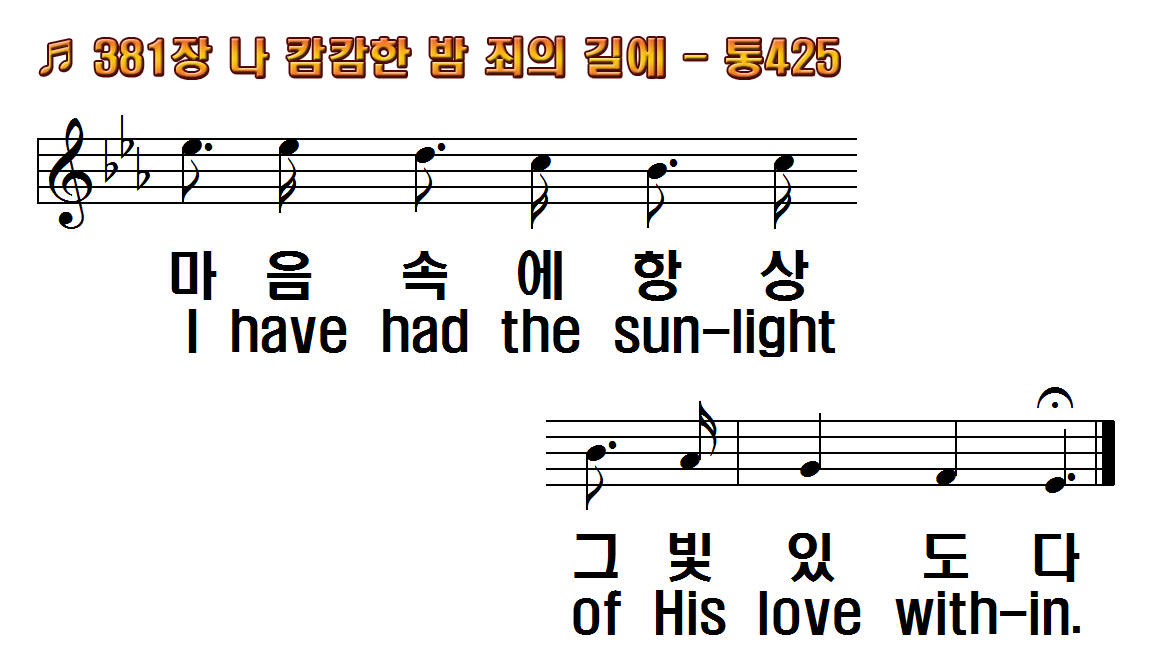 ♬ 381장 나 캄캄한 밤 죄의 길에 - 통425
마 음 속 에 항 상
I have had the sun-light
그 빛 있 도 다
of His love with-in.